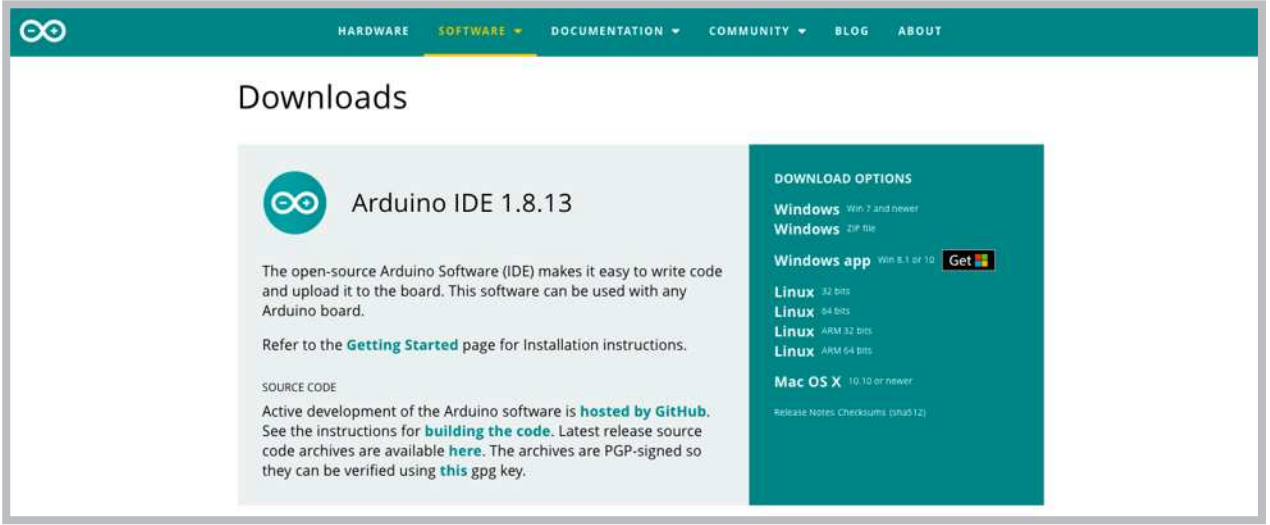 HARDWARE SOFTWARE DOCUMENTATION COMMUNITY BLOG ABOUT
Downloads
Arduino IDE 1.8.13
The open-source Arduino Software (IDE) makes it easy to write code
and upload it to the board. This software can be used with any
Arduino board.
Refer to the Getting Started page for Installation instructions.
SOURCE CODE
Active development of the Arduino software is hosted by GitHub.
See the instructions for building the code. Latest release source
code archives are available here. The archives are PGP-signed so
they can be verified using this gpg key.
DOWNLOAD OPTIONS
Windows Win 7 and newer
Windows ZIP file
Windows app Win 8.1 or 10 Get
Linux 32 bits
Linux 64 bits
Linux ARM 32 bits
Linux ARM 64 bits
Mac OS X 10.10 or newer
Release Notes Checksums (sha512)